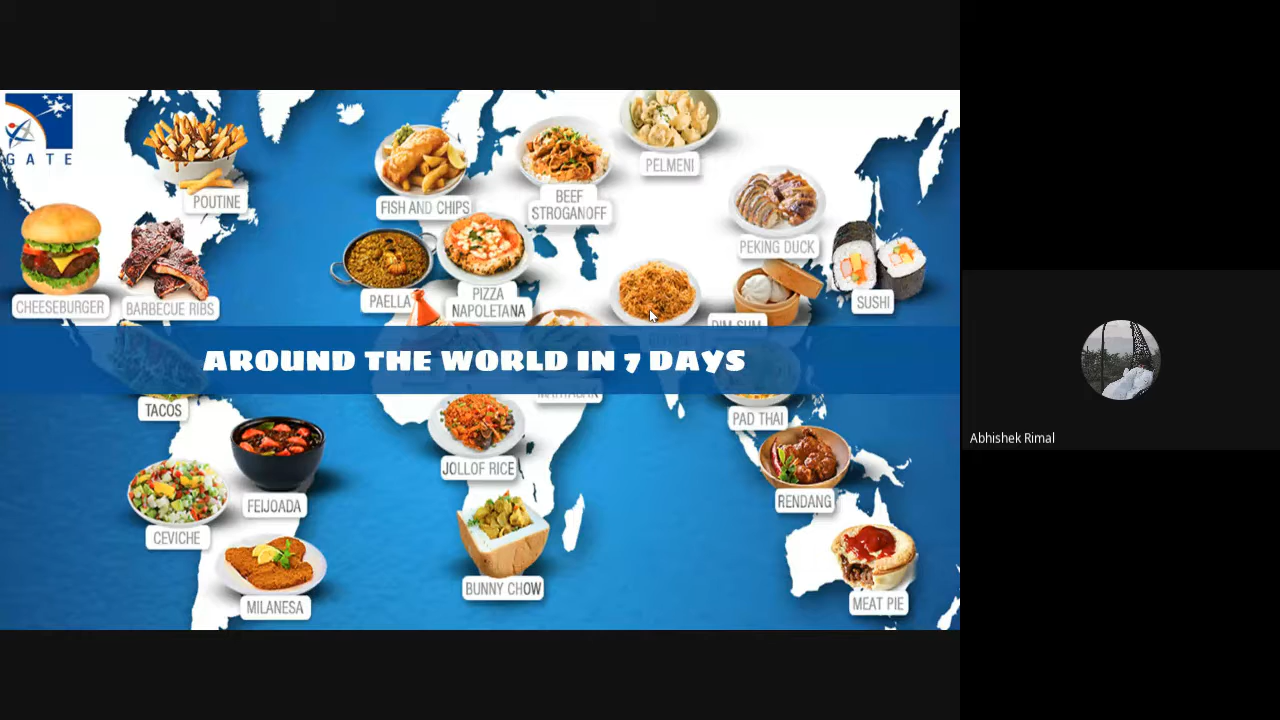 GATE
POUTINE
FISH AND CHIPS
BEEF
STROGANOFF
PELMENI
PEKING DUCK
CHEESEBURGER
BARBECUE RIBS
PAELLA
PIZZA
NAPOLETANA
SUSHI
DIM SUM
AROUND THE WORLD IN 7 DAYS
TACOS
PAD THAI
JOLLOF RICE
FEIJOADA
RENDANG
CEVICHE
BUNNY CHOW
MILANESA
MEAT PIE
Abhishek Rimal